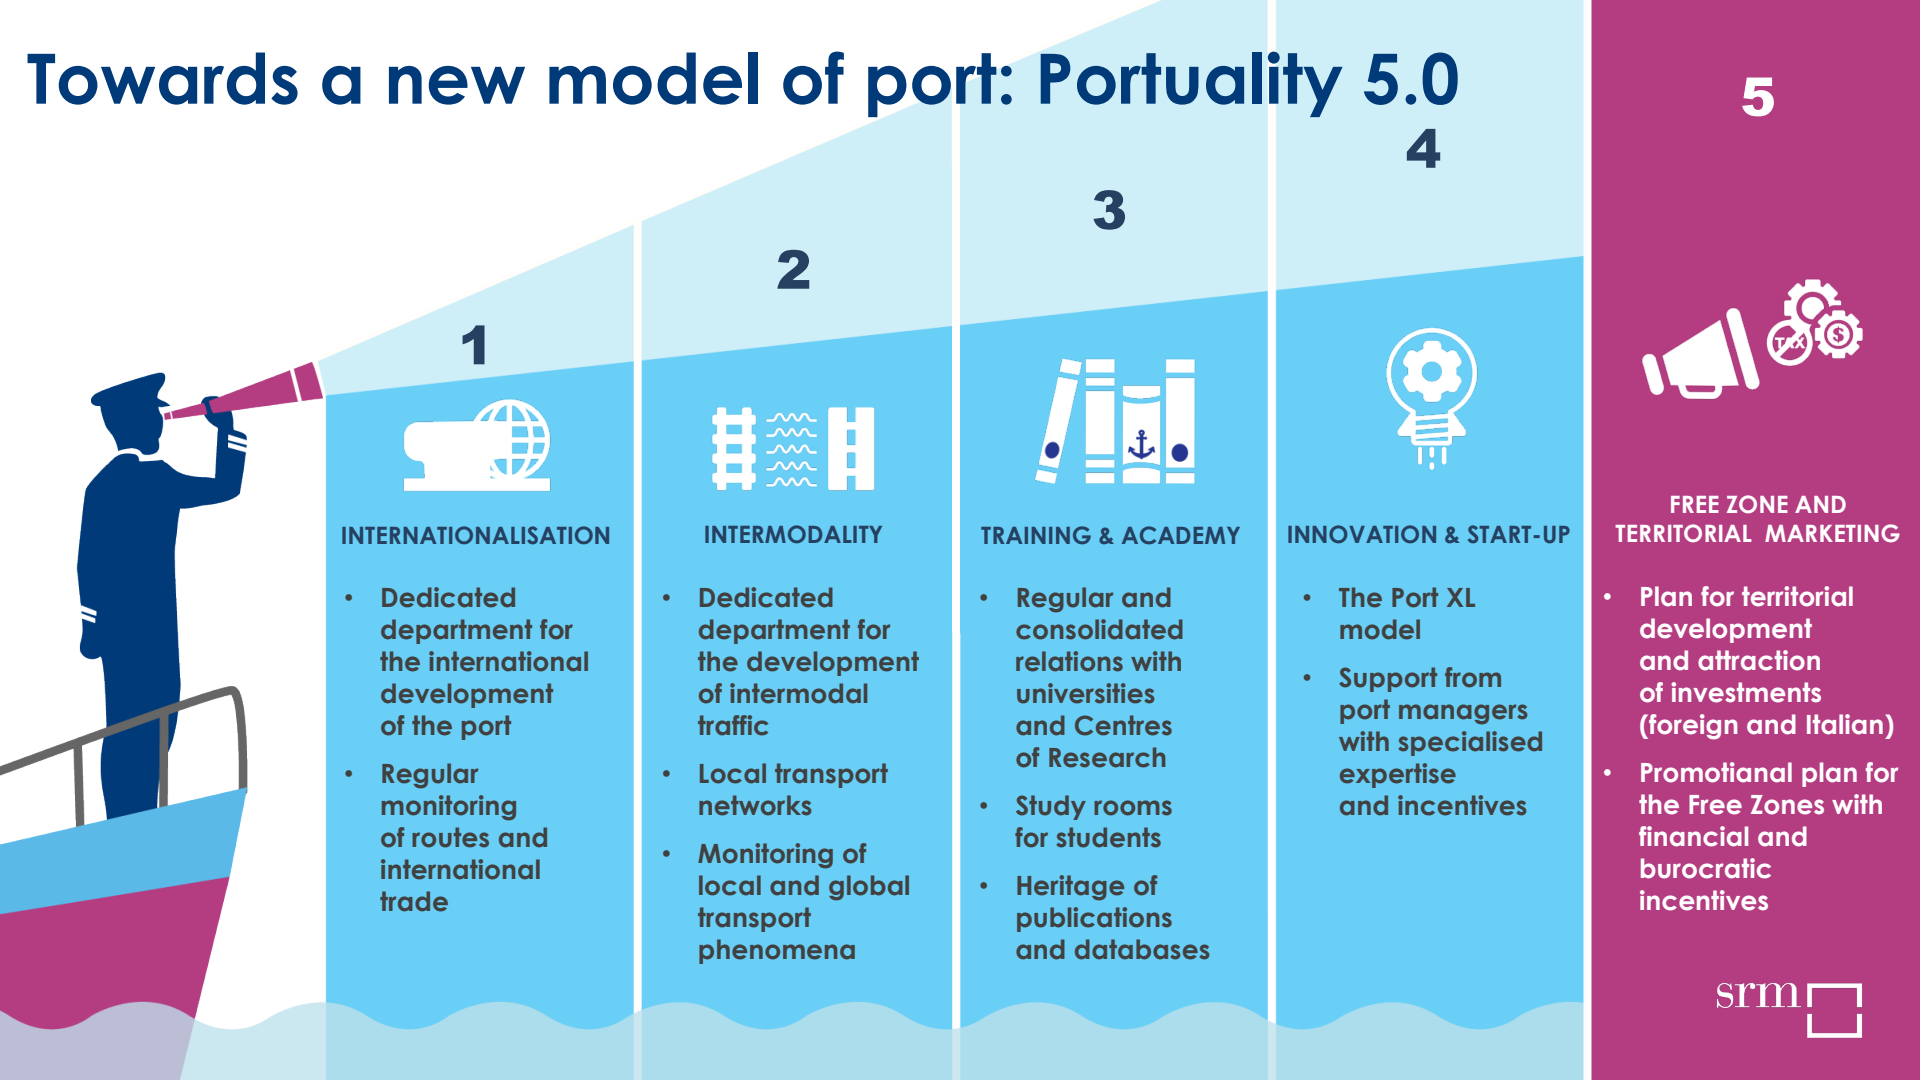 Towards a new model of port: Portuality 5.0
1
INTERNATIONALISATION
• Dedicated
department for
the international
development
of the port
• Regular
monitoring
of routes and
international
trade
2
INTERMODALITY
• Dedicated
department for
the development
of intermodal
traffic
• Local transport
networks
• Monitoring of
local and global
transport
phenomena
3
TRAINING & ACADEMY
• Regular and
consolidated
relations with
universities
and Centres
of Research
• Study rooms
for students
• Heritage of
publications
and databases
4
INNOVATION & START-UP
• The Port XL
model
• Support from
port managers
with specialised
expertise
and incentives
5
TAX
$
FREE ZONE AND
TERRITORIAL MARKETING
• Plan for territorial
development
and attraction
of investments
(foreign and Italian)
• Promotianal plan for
the Free Zones with
financial and
burocratic
incentives
srm